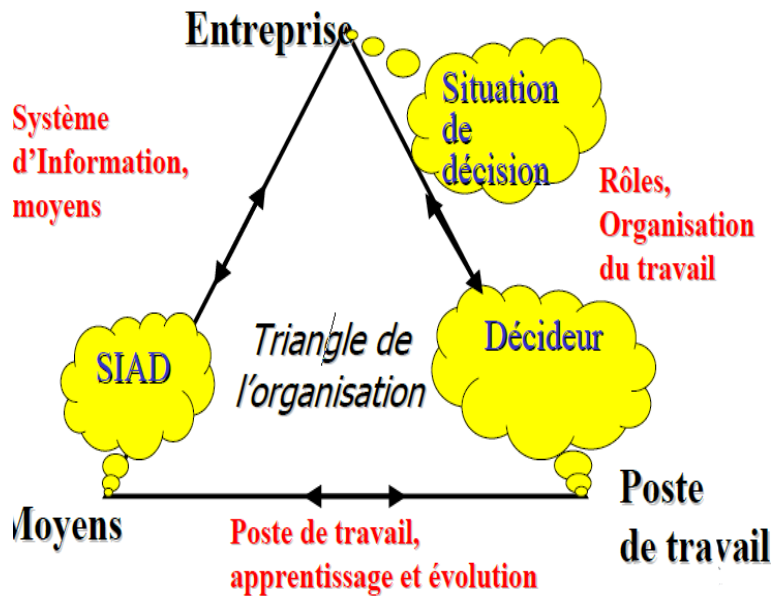 Entreprise
Situation
de
décision
Système
d'Information,
moyens
Rôles,
Organisation
du travail
SIAD
Triangle de
l'organisation
Décideur
Moyens
Poste de travail,
apprentissage et évolution
Poste
de travail